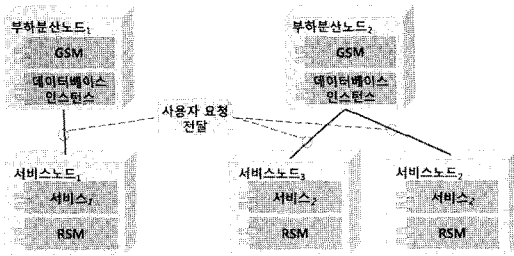 부하분산노드1
GSM
데이터베이스
인스턴스
부하분산노드2
GSM
데이터베이스
인스턴스
사용자 요청
전달
서비스노드1
서비스1
RSM
서비스노드3
서비스2
RSM
서비스노드2
서비스2
RSM